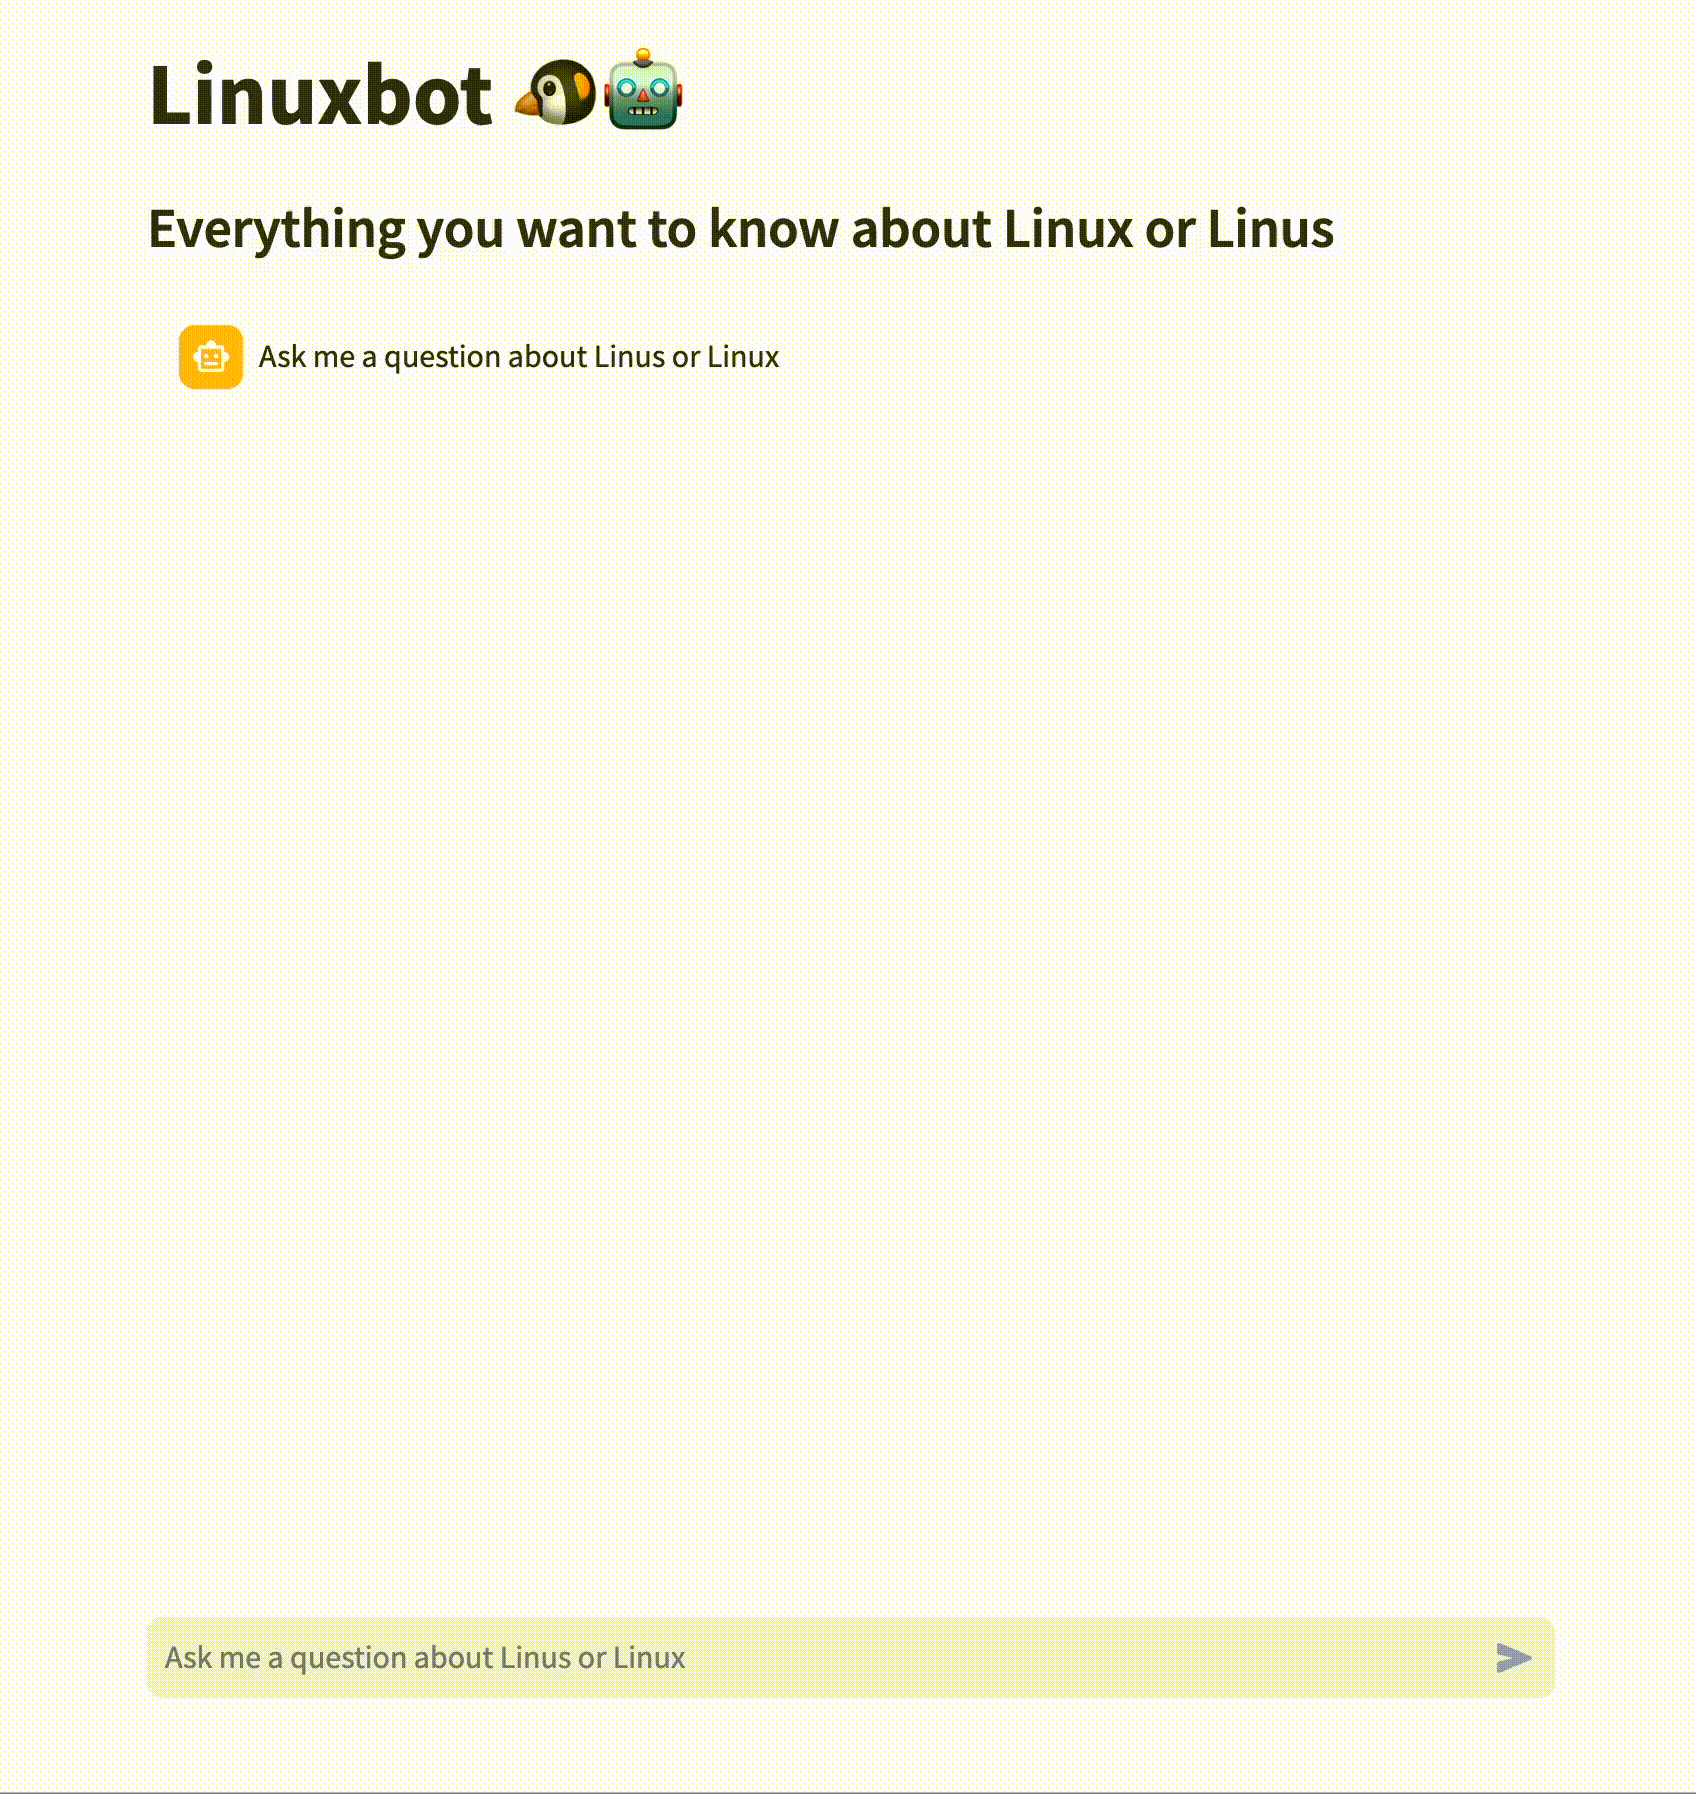 Linuxbot 🐧🤖
Everything you want to know about Linux or Linus
Ask me a question about Linus or Linux
Ask me a question about Linus or Linux